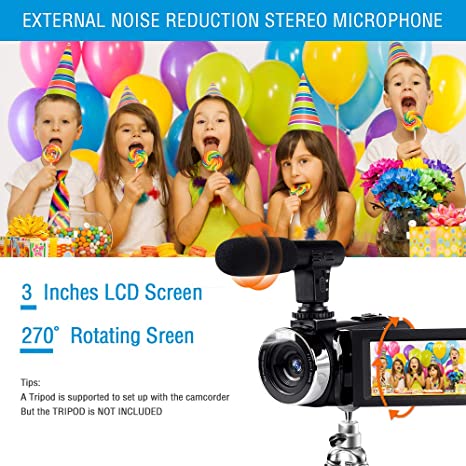 EXTERNAL NOISE REDUCTION STEREO MICROPHONE
3 Inches LCD Screen
270° Rotating Sreen
Tips:
A Tripod is supported to set up with the camcorder
But the TRIPOD is NOT INCLUDED